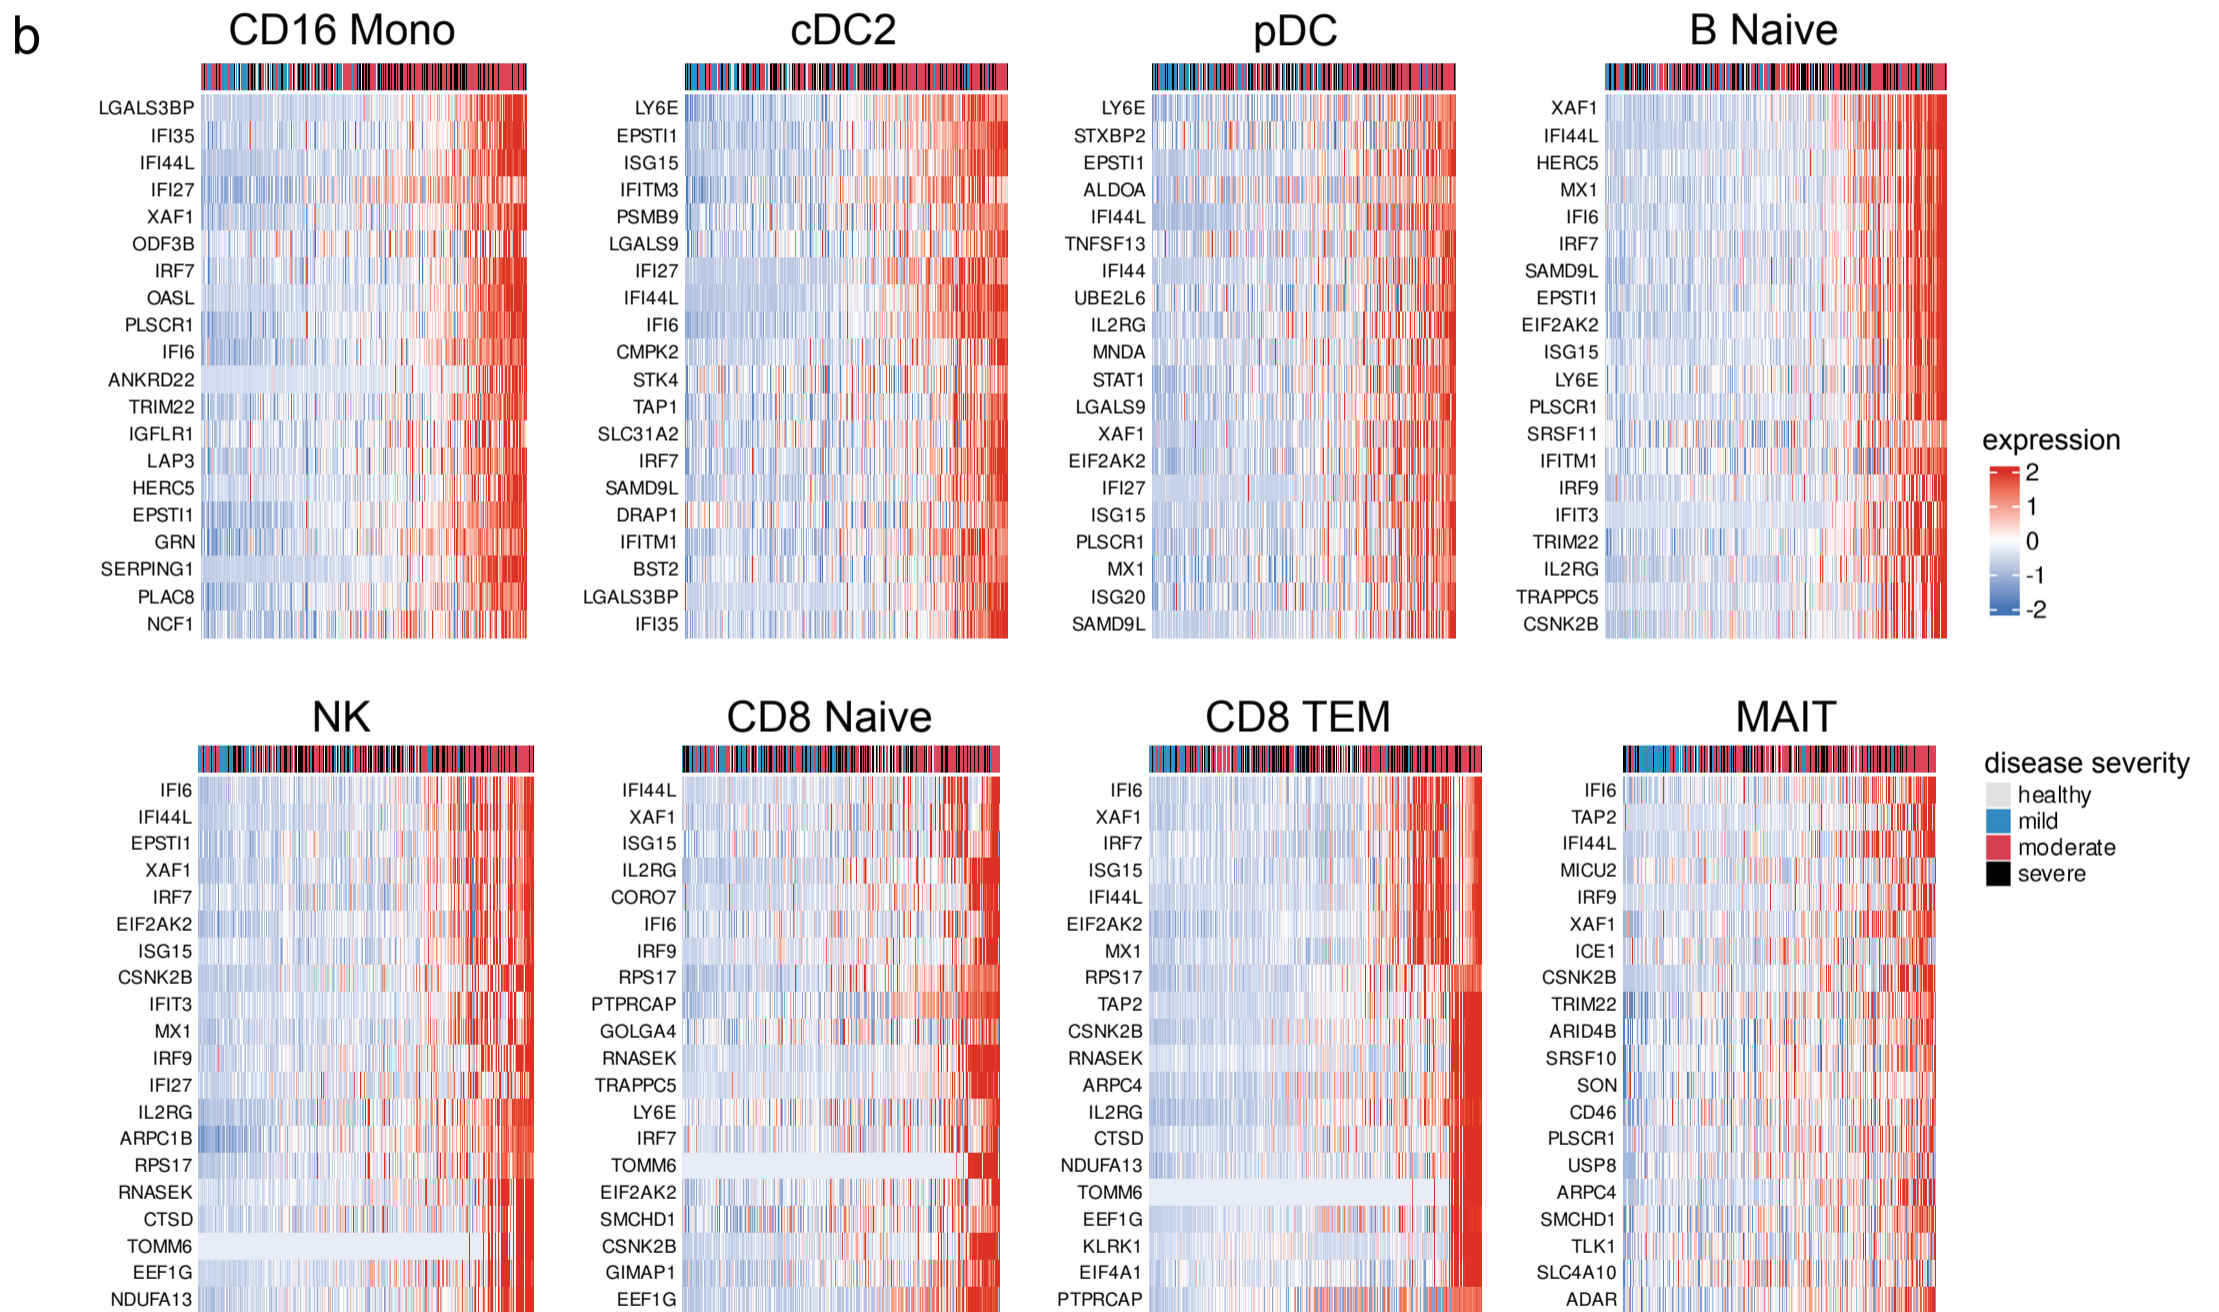 b
CD16 Mono
LGALS3BP
IFI35
IFI44L
IFI27
XAF1
ODF3B
IRF7
OASL
PLSCR1
IFI6
ANKRD22
TRIM22
IGFLR1
LAP3
HERC5
EPSTI1
GRN
SERPING1
PLAC8
NCF1
cDC2
LY6E
EPSTI1
ISG15
IFITM3
PSMB9
LGALS9
IFI27
IFI44L
IFI6
CMPK2
STK4
TAP1
SLC31A2
IRF7
SAMD9L
DRAP1
IFITM1
BST2
LGALS3BP
IFI35
pDC
LY6E
STXBP2
EPSTI1
ALDOA
IFI44L
TNFSF13
IFI44
UBE2L6
IL2RG
MNDA
STAT1
LGALS9
XAF1
EIF2AK2
IFI27
ISG15
PLSCR1
MX1
ISG20
SAMD9L
B Naive
XAF1
IFI44L
HERC5
MX1
IFI6
IRF7
SAMD9L
EPSTI1
EIF2AK2
ISG15
LY6E
PLSCR1
SRSF11
IFITM1
IRF9
IFIT3
TRIM22
IL2RG
TRAPPC5
CSNK2B
expression
2
1
0
-1
-2
NK
IFI6
IFI44L
EPSTI1
XAF1
IRF7
EIF2AK2
ISG15
CSNK2B
IFIT3
MX1
IRF9
IFI27
IL2RG
ARPC1B
RPS17
RNASEK
CTSD
TOMM6
EEF1G
NDUFA13
CD8 Naive
IFI44L
XAF1
ISG15
IL2RG
CORO7
IFI6
IRF9
RPS17
PTPRCAP
GOLGA4
RNASEK
TRAPPC5
LY6E
IRF7
TOMM6
EIF2AK2
SMCHD1
CSNK2B
GIMAP1
EEF1G
CD8 TEM
IFI6
XAF1
IRF7
ISG15
IFI44L
EIF2AK2
MX1
RPS17
TAP2
CSNK2B
RNASEK
ARPC4
IL2RG
CTSD
NDUFA13
TOMM6
EEF1G
KLRK1
EIF4A1
PTPRCAP
MAIT
IFI6
TAP2
IFI44L
MICU2
IRF9
XAF1
ICE1
CSNK2B
TRIM22
ARID4B
SRSF10
SON
CD46
PLSCR1
USP8
ARPC4
SMCHD1
TLK1
SLC4A10
ADAR
disease severity
healthy
mild
moderate
severe